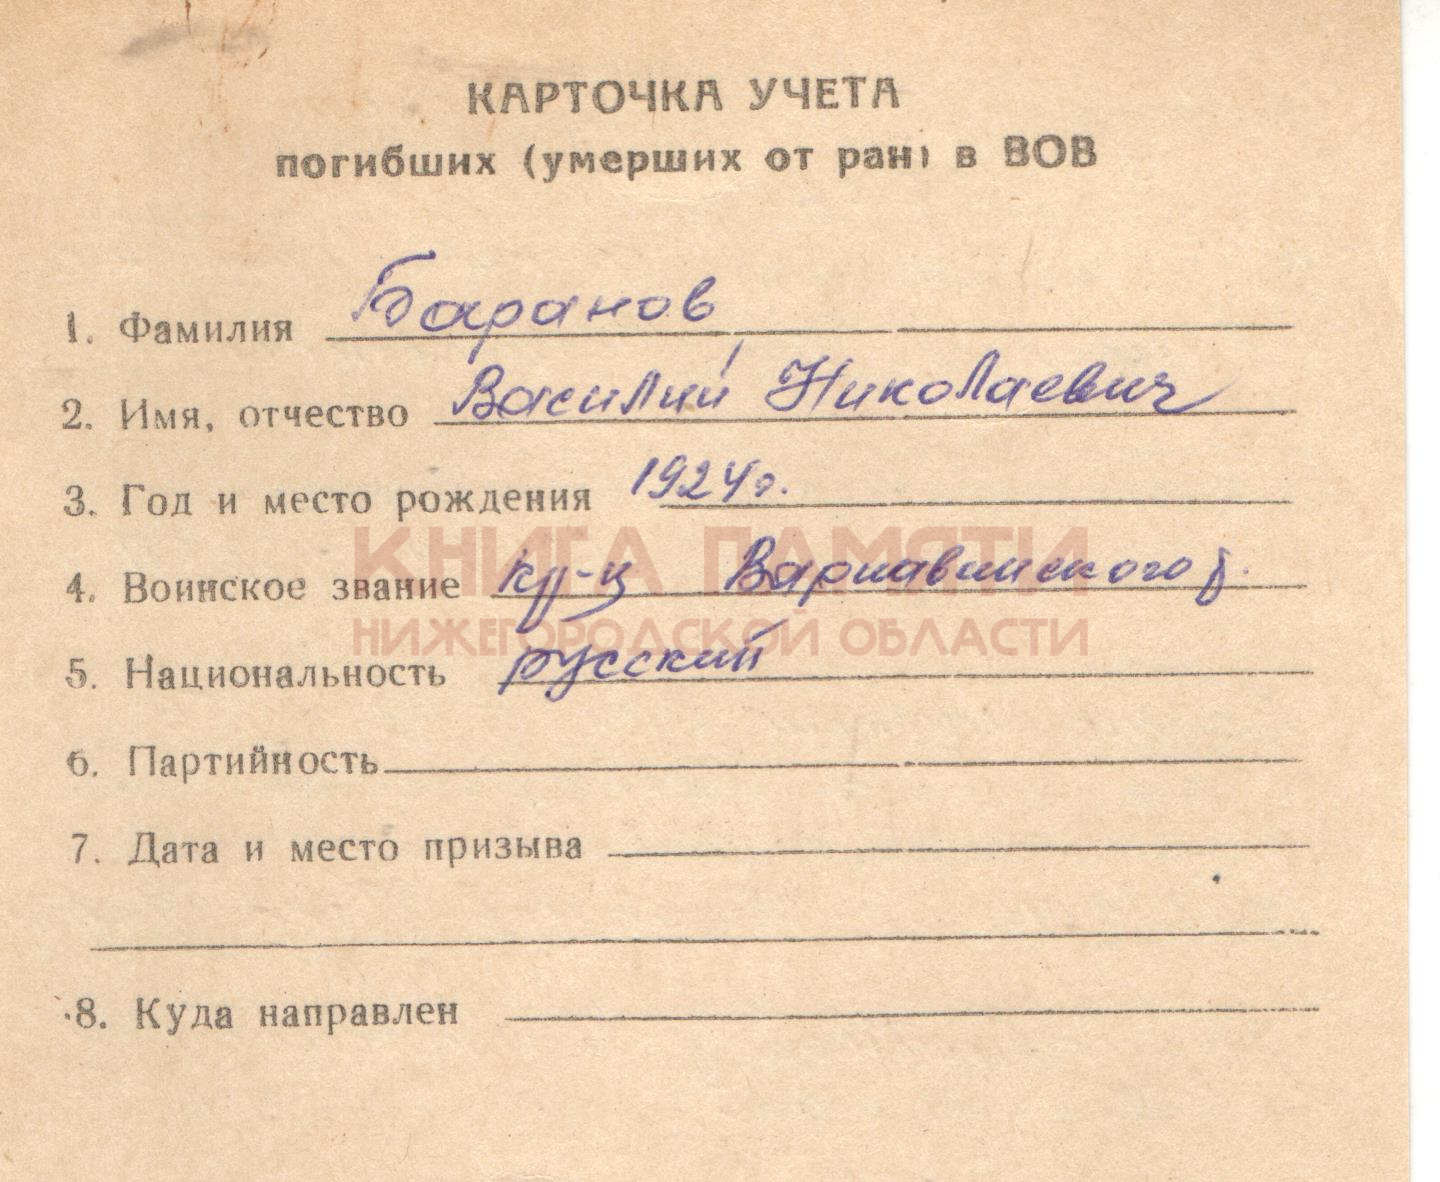 КАРТОЧКА УЧЕТА
погибших (умерших от ран) в ВОВ
1. Фамилия Баранов
2. Имя, отчество Василий Николаевич
3. Год и место рождения 1924г.
КНИГА ПАМЯТИ
4. Воинское звание кр-ц Варнавинского р.
НИЖЕГОРОДСКОЙ ОБЛАСТИ
5. Национальность русский
6. Партийность
7. Дата и место призыва
8. Куда направлен